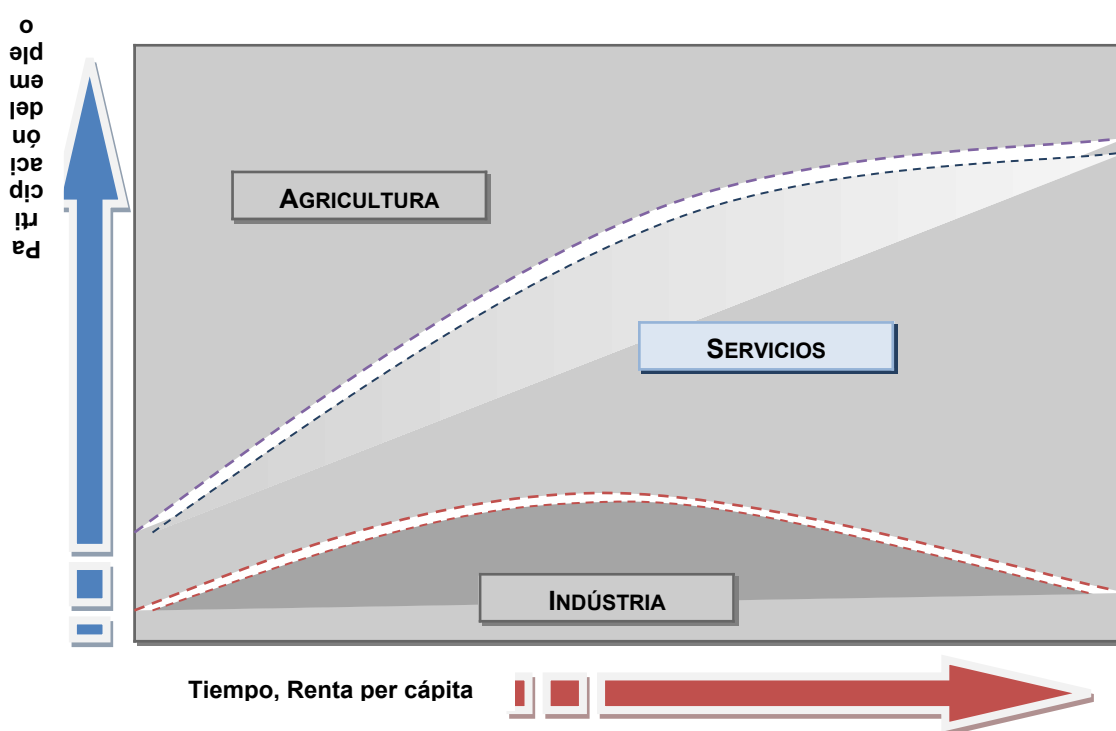 Pa
rti
cip
aci
ón
del
em
ple
o
AGRICULTURA
SERVICIOS
INDÚSTRIA
Tiempo, Renta per cápita